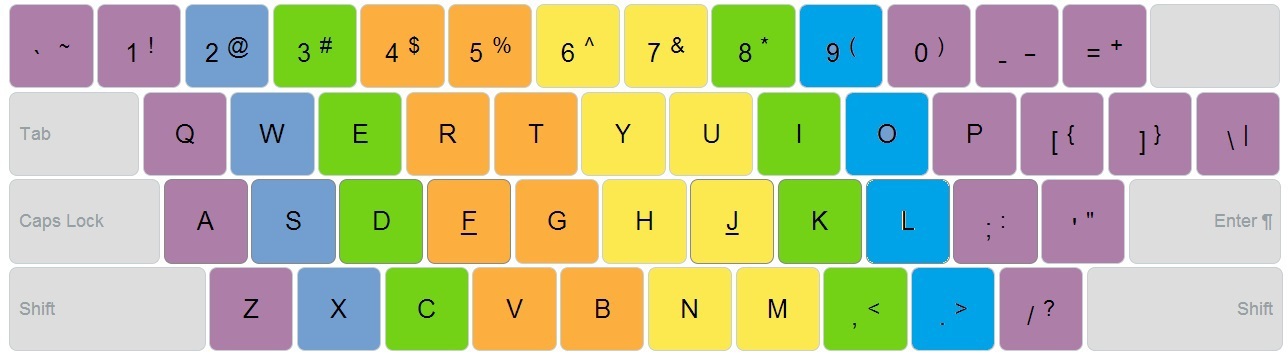 ` ~ 1 ! 2 @ 3 # 4 $ 5 % 6 ^ 7 & 8 * 9 ( 0 ) - _ = +
Tab Q W E R T Y U I O P [ { ] } \ |
Caps Lock A S D F G H J K L ; : ' " Enter ¶
Shift Z X C V B N M , < . > / ? Shift